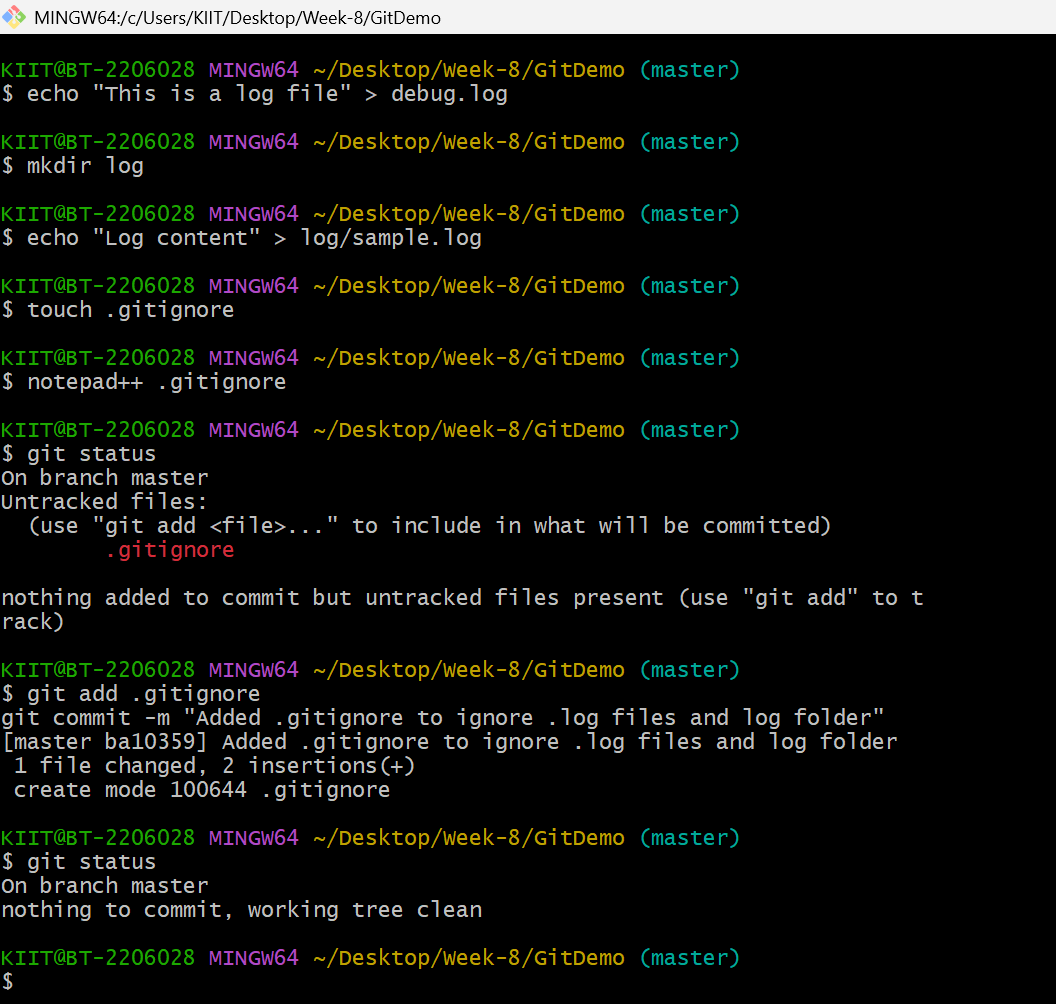 MINGW64:/c/Users/KIIT/Desktop/Week-8/GitDemo
KIIT@BT-2206028 MINGW64 ~/Desktop/Week-8/GitDemo (master)
$ echo "This is a log file" > debug.log
KIIT@BT-2206028 MINGW64 ~/Desktop/Week-8/GitDemo (master)
$ mkdir log
KIIT@BT-2206028 MINGW64 ~/Desktop/Week-8/GitDemo (master)
$ echo "Log content" > log/sample.log
KIIT@BT-2206028 MINGW64 ~/Desktop/Week-8/GitDemo (master)
$ touch .gitignore
KIIT@BT-2206028 MINGW64 ~/Desktop/Week-8/GitDemo (master)
$ notepad++ .gitignore
KIIT@BT-2206028 MINGW64 ~/Desktop/Week-8/GitDemo (master)
$ git status
On branch master
Untracked files:
  (use "git add <file>..." to include in what will be committed)
        .gitignore
nothing added to commit but untracked files present (use "git add" to t
rack)
KIIT@BT-2206028 MINGW64 ~/Desktop/Week-8/GitDemo (master)
$ git add .gitignore
git commit -m "Added .gitignore to ignore .log files and log folder"
[master ba10359] Added .gitignore to ignore .log files and log folder
 1 file changed, 2 insertions(+)
 create mode 100644 .gitignore
KIIT@BT-2206028 MINGW64 ~/Desktop/Week-8/GitDemo (master)
$ git status
On branch master
nothing to commit, working tree clean
KIIT@BT-2206028 MINGW64 ~/Desktop/Week-8/GitDemo (master)
$